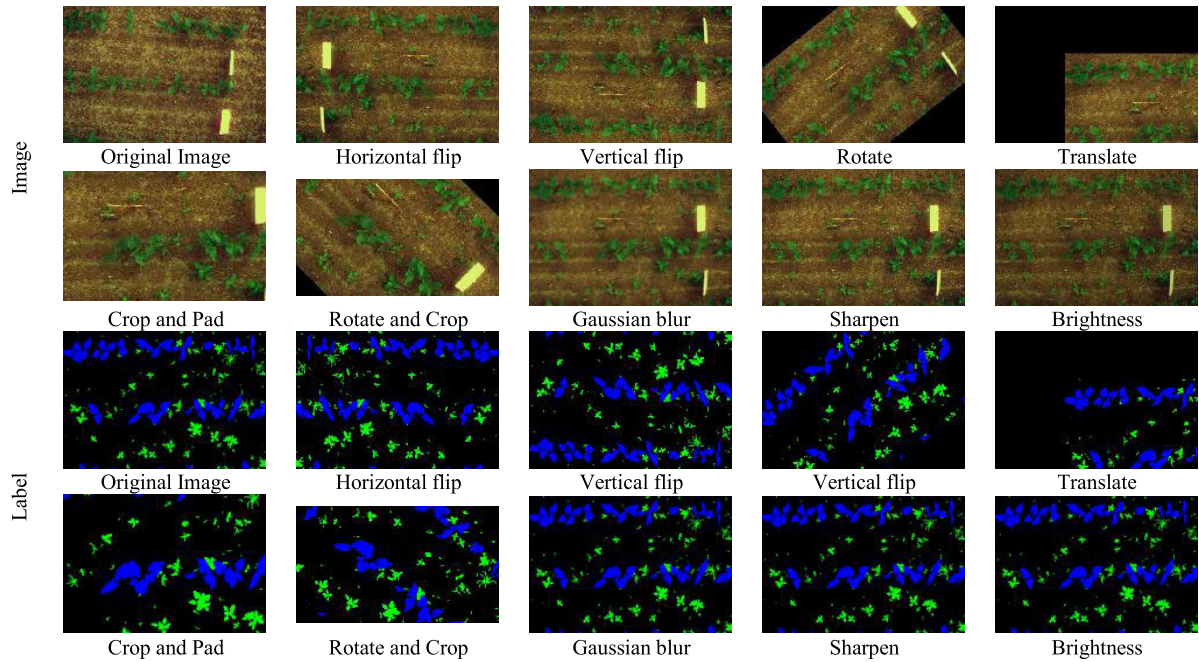 Image
Original Image Horizontal flip Vertical flip Rotate Translate
Crop and Pad Rotate and Crop Gaussian blur Sharpen Brightness
Label
Original Image Horizontal flip Vertical flip Vertical flip Translate
Crop and Pad Rotate and Crop Gaussian blur Sharpen Brightness